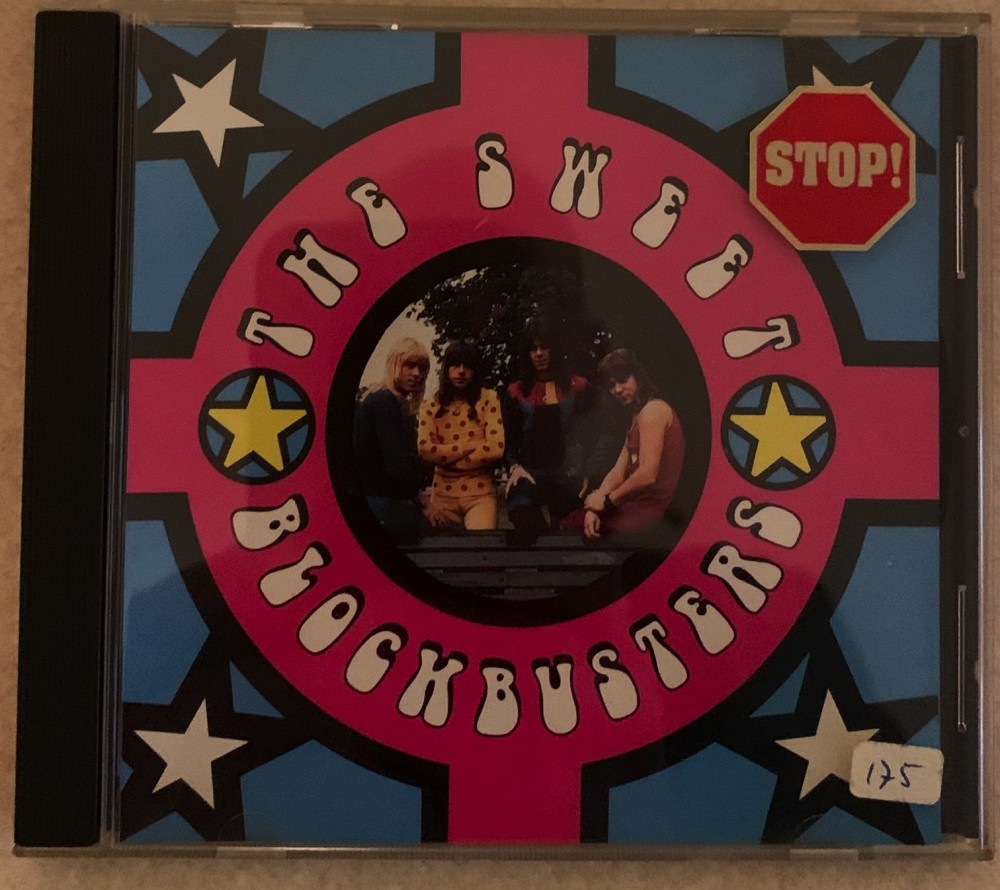 THE SWEET
STOP!
BLOCKBUSTERS
175